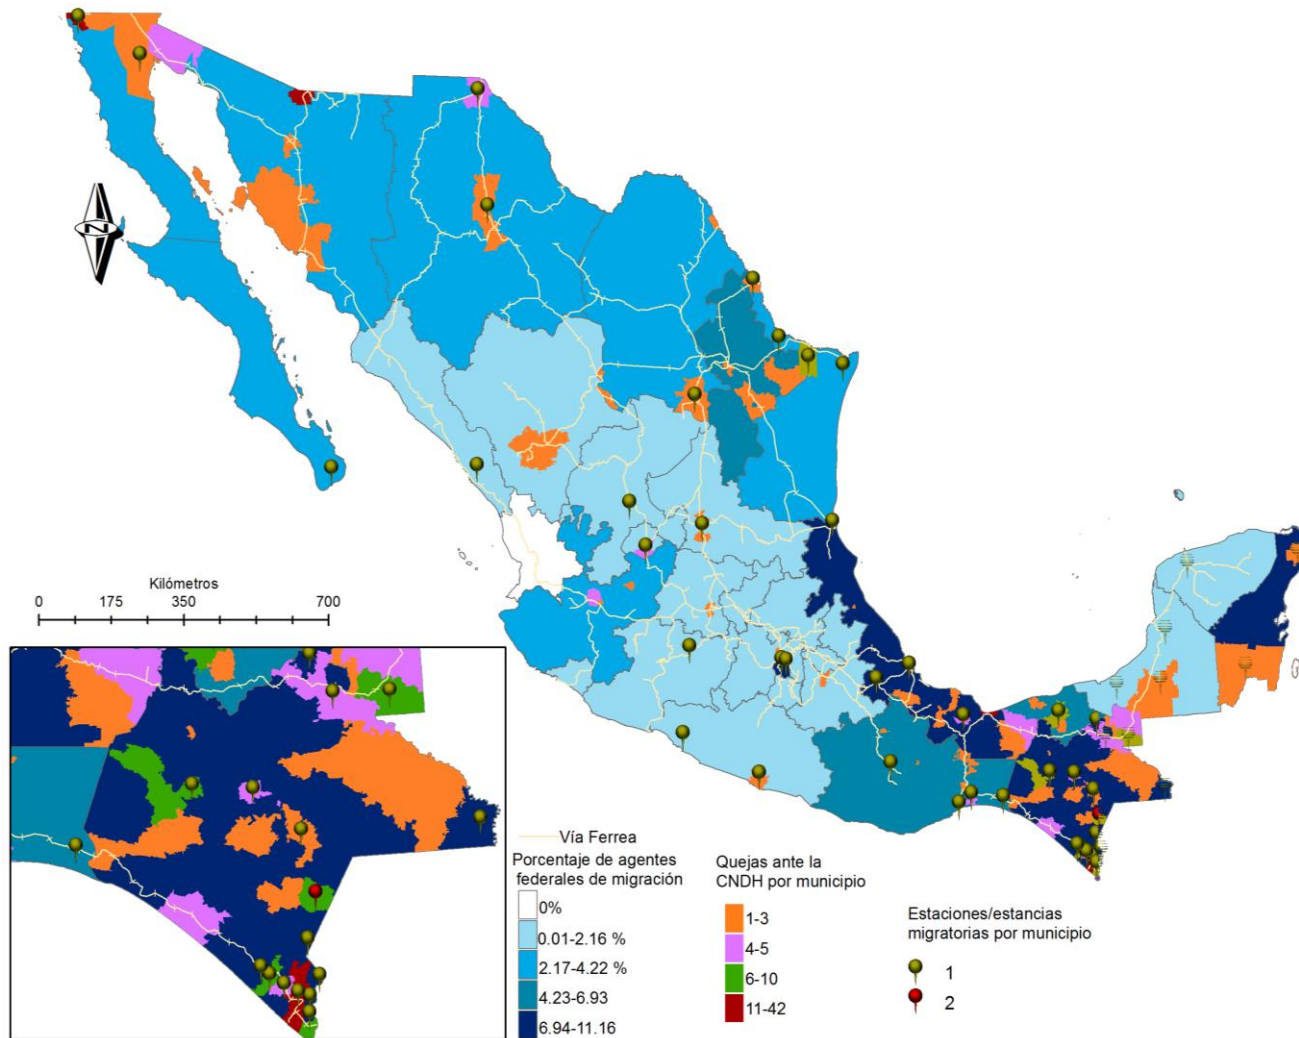 N
Kilómetros
0 175 350 700
Vía Ferrea
Porcentaje de agentes
federales de migración
0%
0.01-2.16 %
2.17-4.22 %
4.23-6.93
6.94-11.16
Quejas ante la
CNDH por municipio
1-3
4-5
6-10
11-42
Estaciones/estancias
migratorias por municipio
1
2